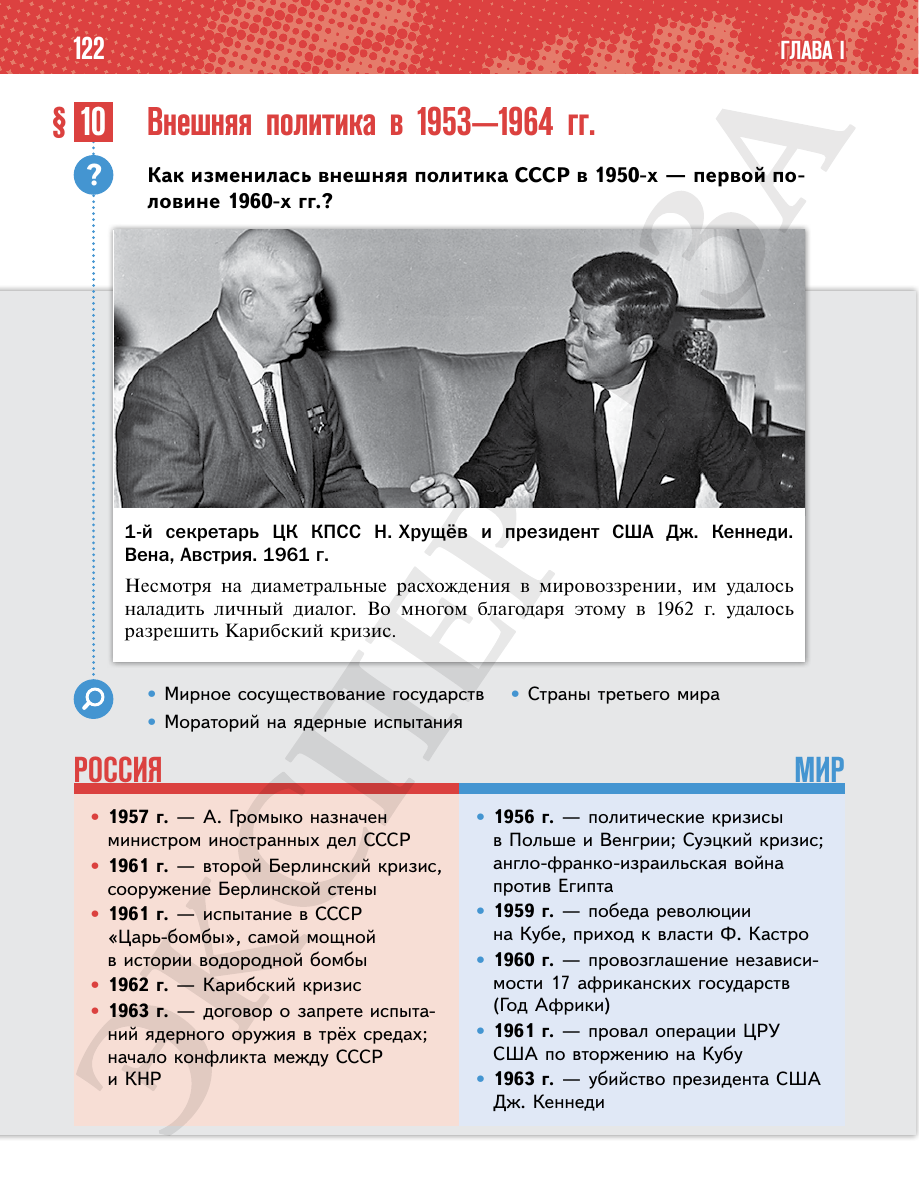 122
ГЛАВА I
§ 10
Внешняя политика в 1953—1964 гг.
?
Как изменилась внешняя политика СССР в 1950-х — первой по-
ловине 1960-х гг.?
1-й секретарь ЦК КПСС Н. Хрущёв и президент США Дж. Кеннеди.
Вена, Австрия. 1961 г.
Несмотря на диаметральные расхождения в мировоззрении, им удалось
наладить личный диалог. Во многом благодаря этому в 1962 г. удалось
разрешить Карибский кризис.
• Мирное сосуществование государств • Страны третьего мира
• Мораторий на ядерные испытания
РОССИЯ
• 1957 г. — А. Громыко назначен
министром иностранных дел СССР
• 1961 г. — второй Берлинский кризис,
сооружение Берлинской стены
• 1961 г. — испытание в СССР
«Царь-бомбы», самой мощной
в истории водородной бомбы
• 1962 г. — Карибский кризис
• 1963 г. — договор о запрете испыта-
ний ядерного оружия в трёх средах;
начало конфликта между СССР
и КНР
МИР
• 1956 г. — политические кризисы
в Польше и Венгрии; Суэцкий кризис;
англо-франко-израильская война
против Египта
• 1959 г. — победа революции
на Кубе, приход к власти Ф. Кастро
• 1960 г. — провозглашение независи-
мости 17 африканских государств
(Год Африки)
• 1961 г. — провал операции ЦРУ
США по вторжению на Кубу
• 1963 г. — убийство президента США
Дж. Кеннеди